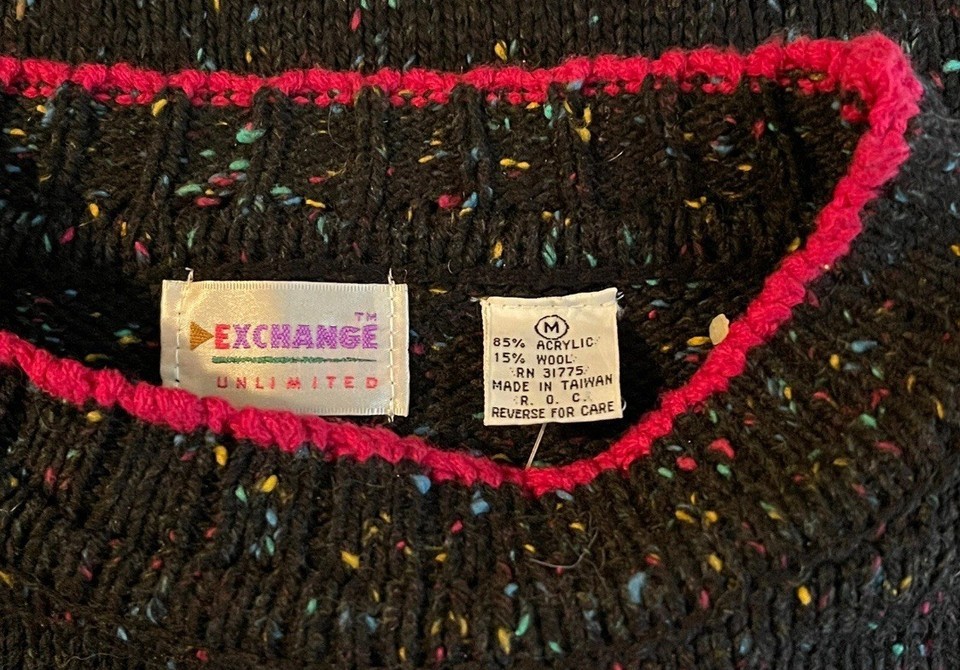 EXCHANGE™
UNLIMITED
M
85% ACRYLIC
15% WOOL
RN 31775
MADE IN TAIWAN
R. O. C.
REVERSE FOR CARE